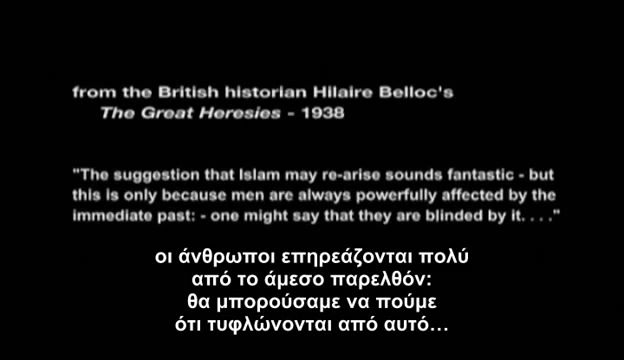 from the British historian Hilaire Belloc's
The Great Heresies - 1938
"The suggestion that Islam may re-arise sounds fantastic - but
this is only because men are always powerfully affected by the
immediate past: - one might say that they are blinded by it. . . ."
οι άνθρωποι επηρεάζονται πολύ
από το άμεσο παρελθόν:
θα μπορούσαμε να πούμε
ότι τυφλώνονται από αυτό...